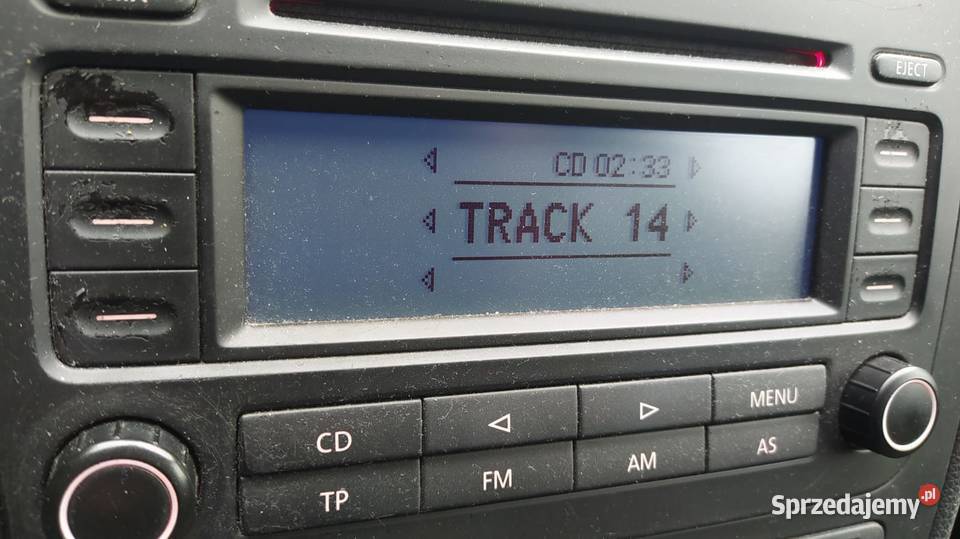 EJECT
CD 02:33
TRACK 14
MENU
CD
AS
AM
FM
TP
Sprzedajemy.pl